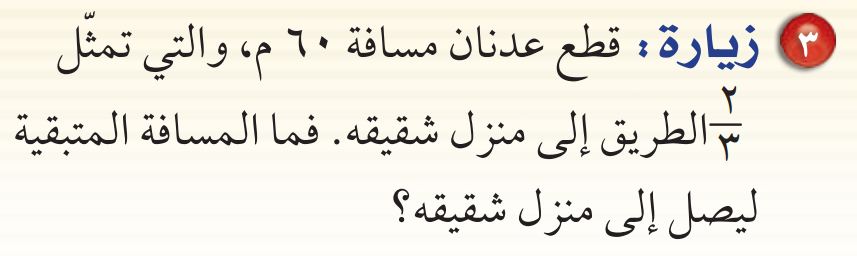 ٣ زيارة: قطع عدنان مسافة ٦٠ م، والتي تمثّل
٢/٣ الطريق إلى منزل شقيقه. فما المسافة المتبقية
ليصل إلى منزل شقيقه؟